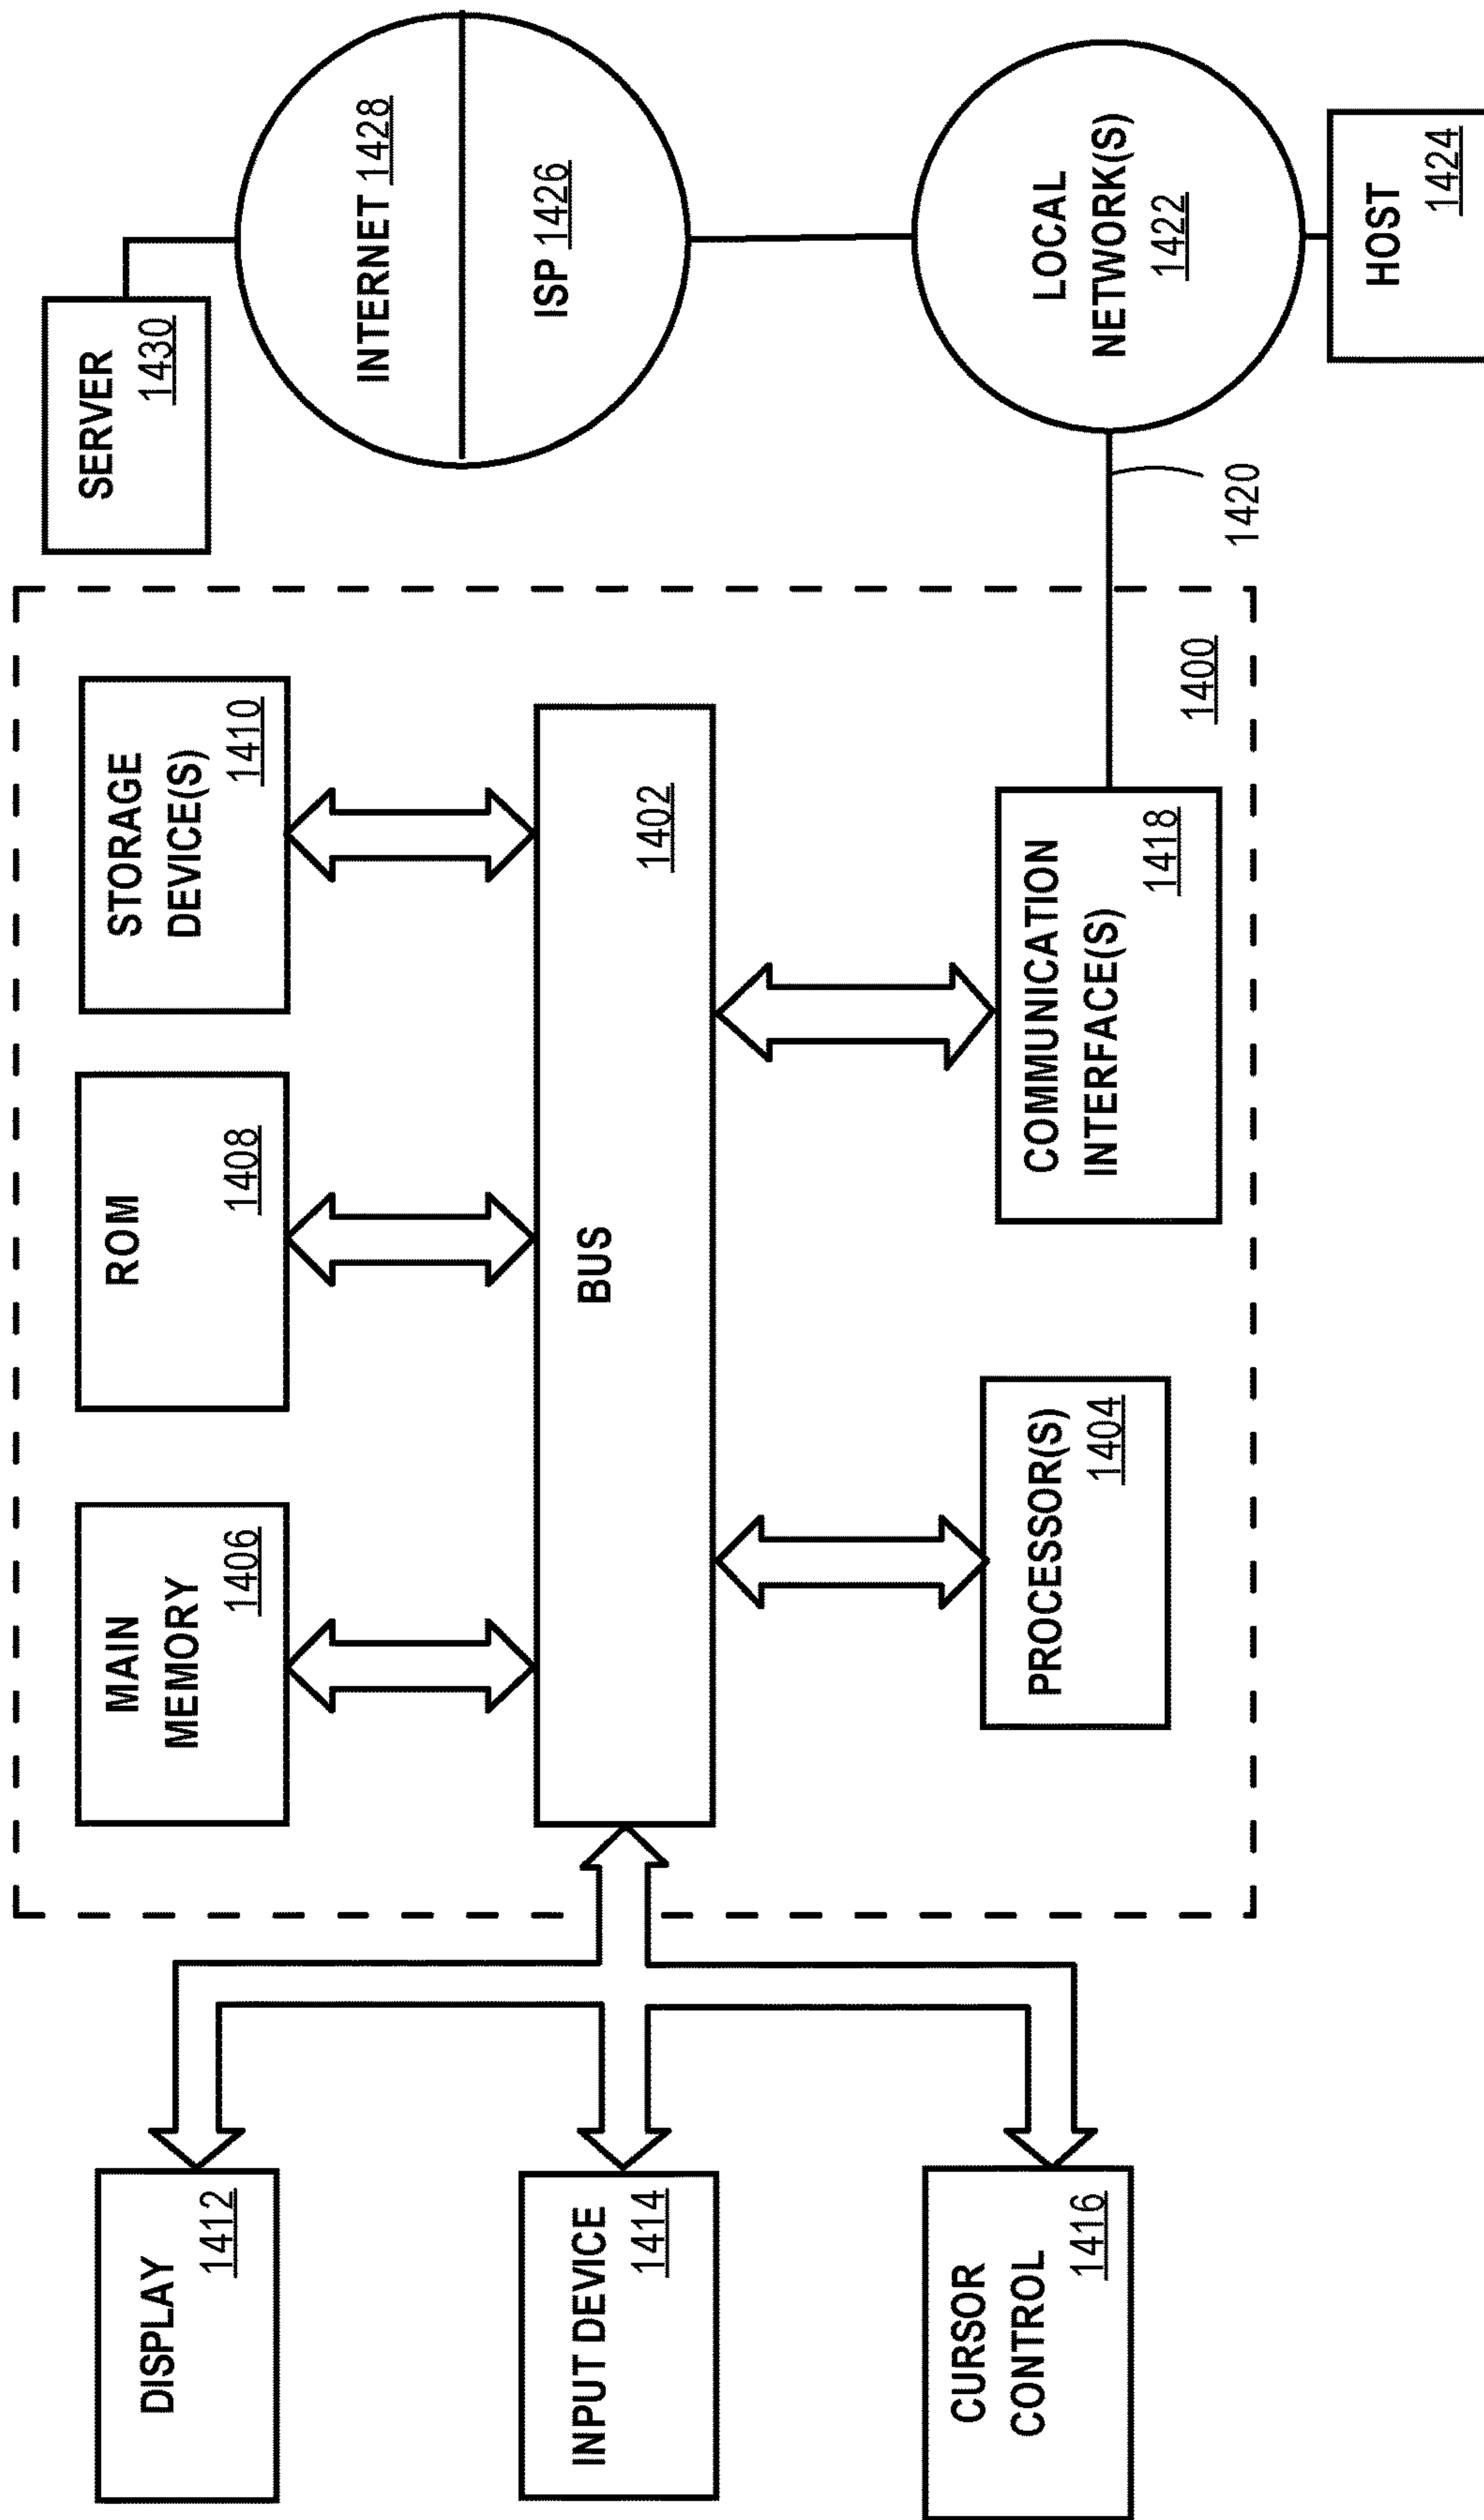 DISPLAY
1412
INPUT DEVICE
1414
CURSOR
CONTROL
1416
MAIN
MEMORY
1406
ROM
1408
STORAGE
DEVICE(S)
1410
BUS
1402
PROCESSOR(S)
1404
COMMUNICATION
INTERFACE(S)
1418
1400
SERVER
1430
INTERNET 1428
ISP 1426
1420
LOCAL
NETWORK(S)
1422
HOST
1424